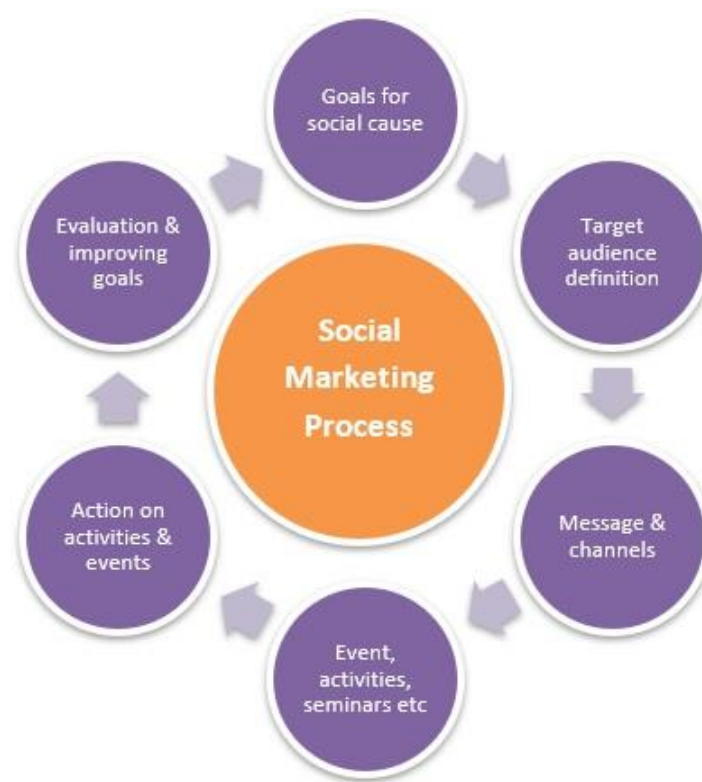 Goals for
social cause
Target
audience
definition
Message &
channels
Event,
activities,
seminars etc
Action on
activities &
events
Evaluation &
improving
goals
Social
Marketing
Process